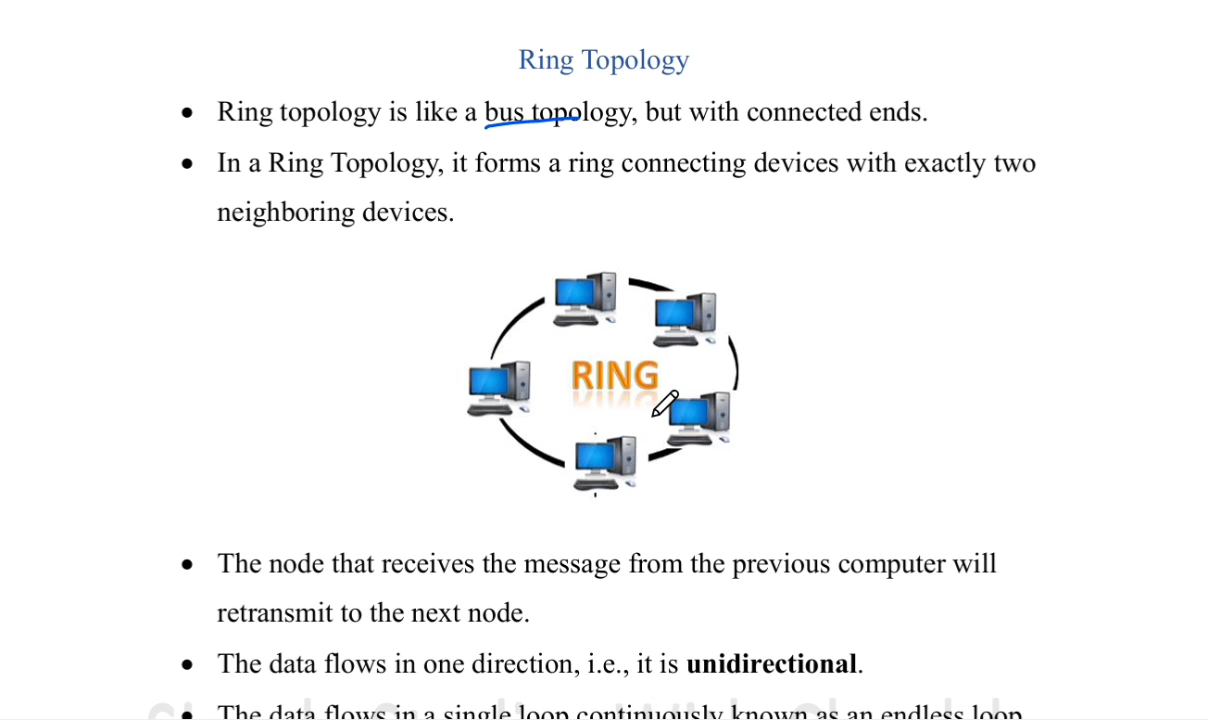 Ring Topology
• Ring topology is like a bus topology, but with connected ends.
• In a Ring Topology, it forms a ring connecting devices with exactly two
neighboring devices.
RING
• The node that receives the message from the previous computer will
retransmit to the next node.
• The data flows in one direction, i.e., it is unidirectional.
• The data flows in a single loop continuously known as an endless loop.